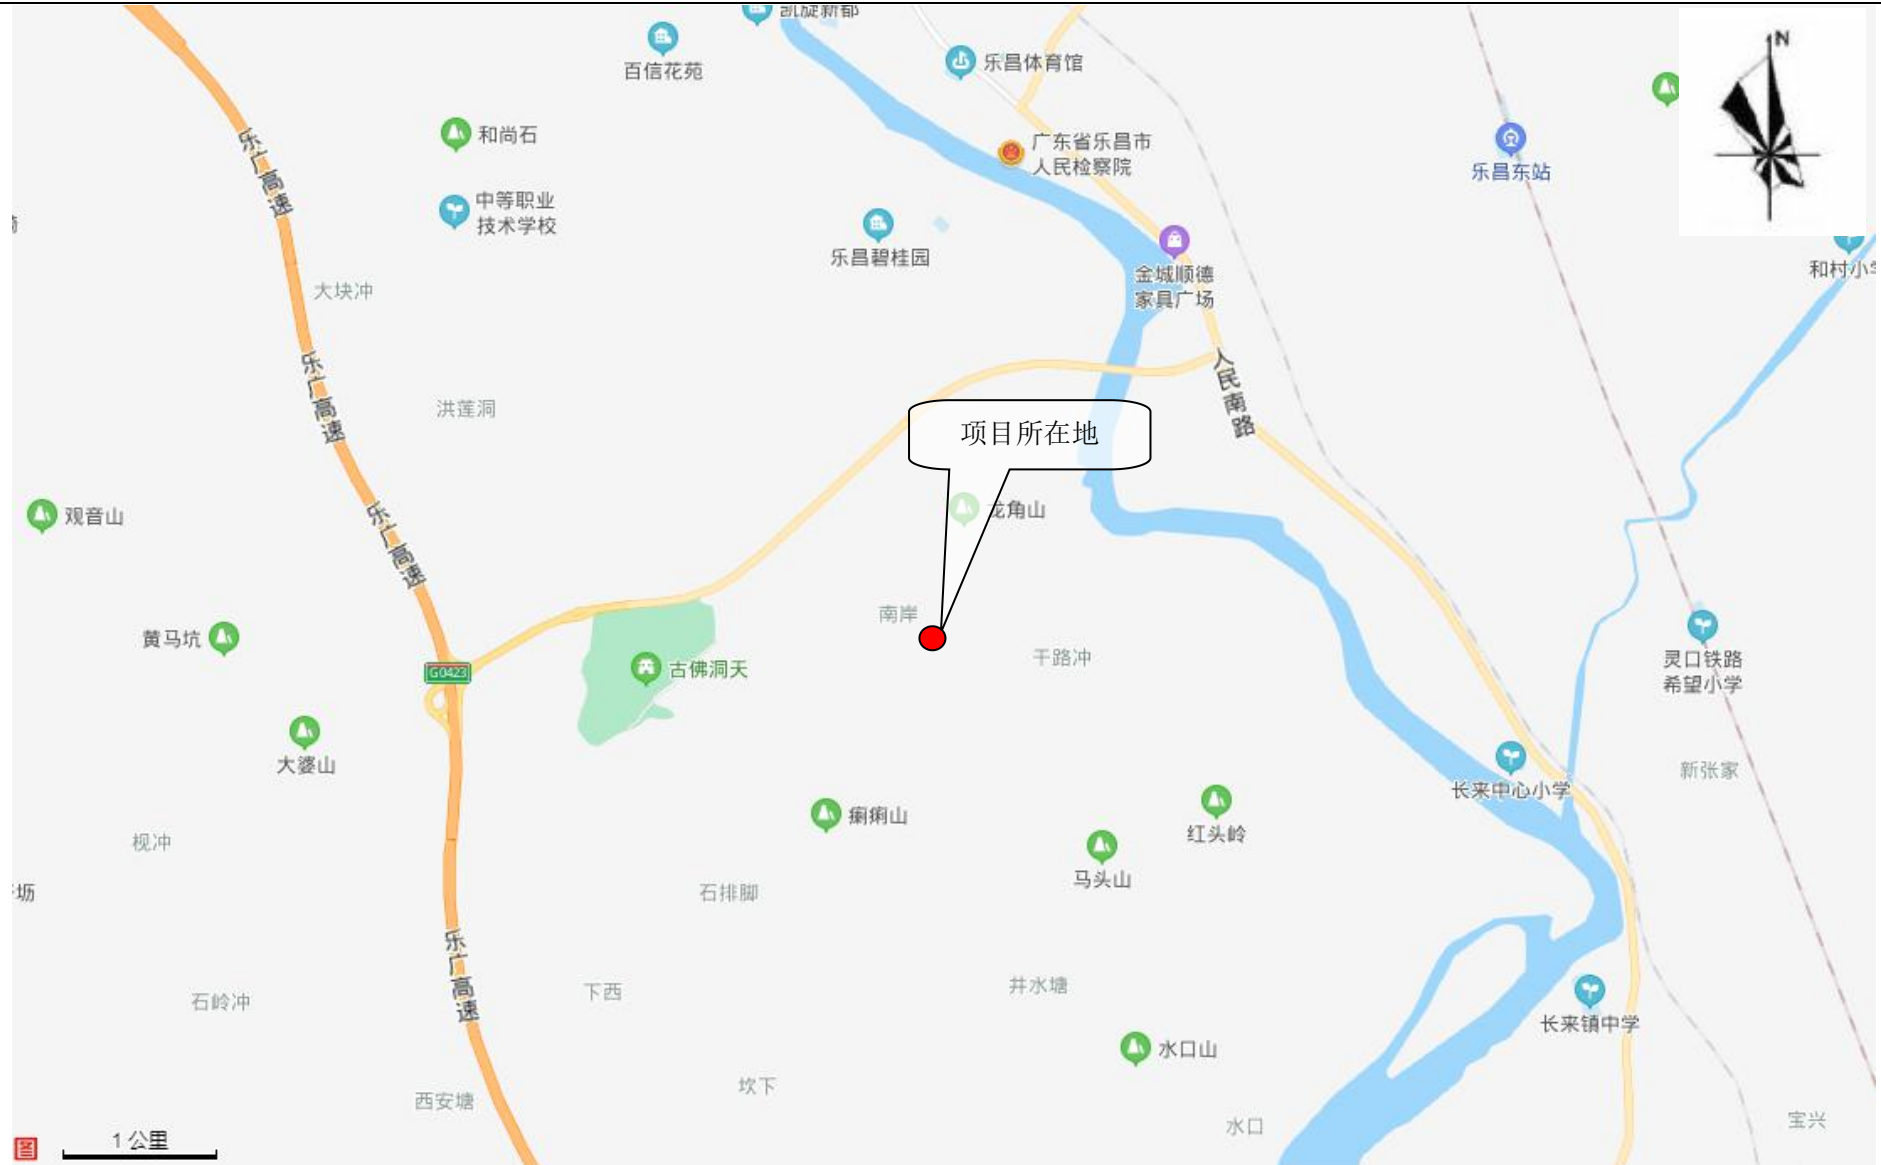 凯旋新都
N
百信花苑
乐昌体育馆
和尚石
广东省乐昌市
人民检察院
乐昌东站
乐广高速
中等职业
技术学校
乐昌碧桂园
金城顺德
家具广场
和村小学
大块冲
乐广高速
人民南路
洪莲洞
项目所在地
观音山
乐广高速
龙角山
南岸
黄马坑
干路冲
古佛洞天
G0423
灵口铁路
希望小学
大婆山
新张家
长来中心小学
痢痢山
红头岭
枧冲
马头山
坜
石排脚
乐广高速
井水塘
下西
石岭冲
长来镇中学
水口山
坎下
西安塘
水口
宝兴
1公里
图